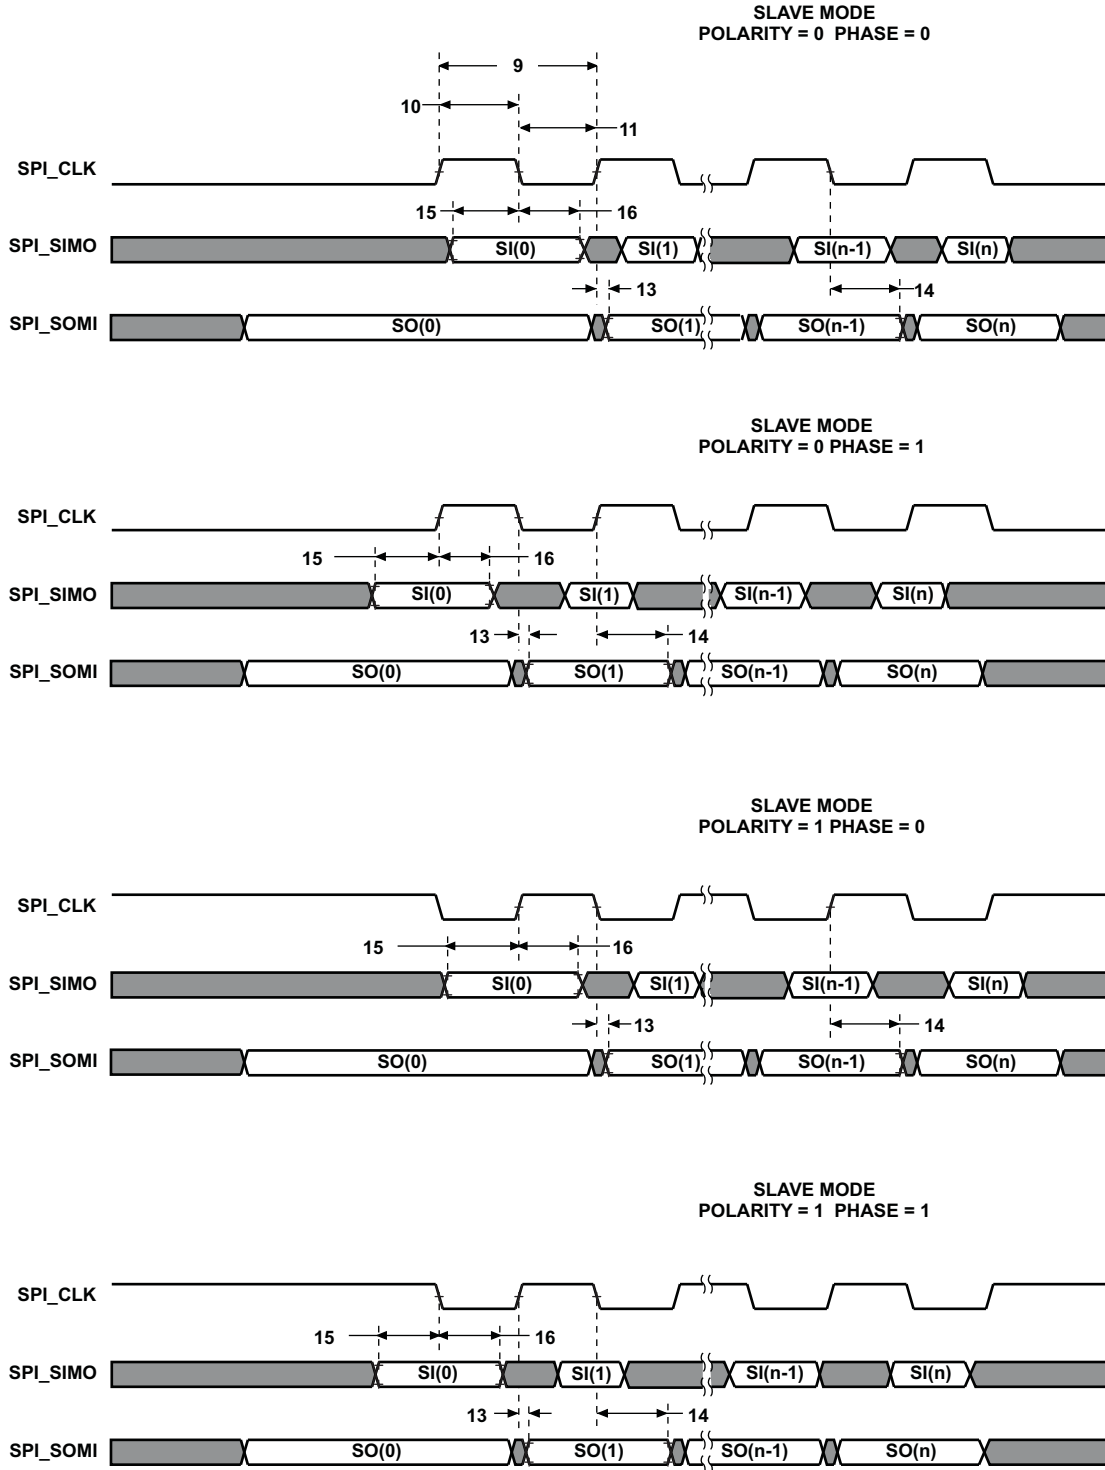 SLAVE MODE
POLARITY = 0 PHASE = 0
9
10
11
SPI_CLK
15
16
SPI_SIMO
SI(0)
SI(1)
SI(n-1)
SI(n)
13
14
SPI_SOMI
SO(0)
SO(1)
SO(n-1)
SO(n)
SLAVE MODE
POLARITY = 0 PHASE = 1
SPI_CLK
15
16
SPI_SIMO
SI(0)
SI(1)
SI(n-1)
SI(n)
13
14
SPI_SOMI
SO(0)
SO(1)
SO(n-1)
SO(n)
SLAVE MODE
POLARITY = 1 PHASE = 0
SPI_CLK
15
16
SPI_SIMO
SI(0)
SI(1)
SI(n-1)
SI(n)
13
14
SPI_SOMI
SO(0)
SO(1)
SO(n-1)
SO(n)
SLAVE MODE
POLARITY = 1 PHASE = 1
SPI_CLK
15
16
SPI_SIMO
SI(0)
SI(1)
SI(n-1)
SI(n)
13
14
SPI_SOMI
SO(0)
SO(1)
SO(n-1)
SO(n)